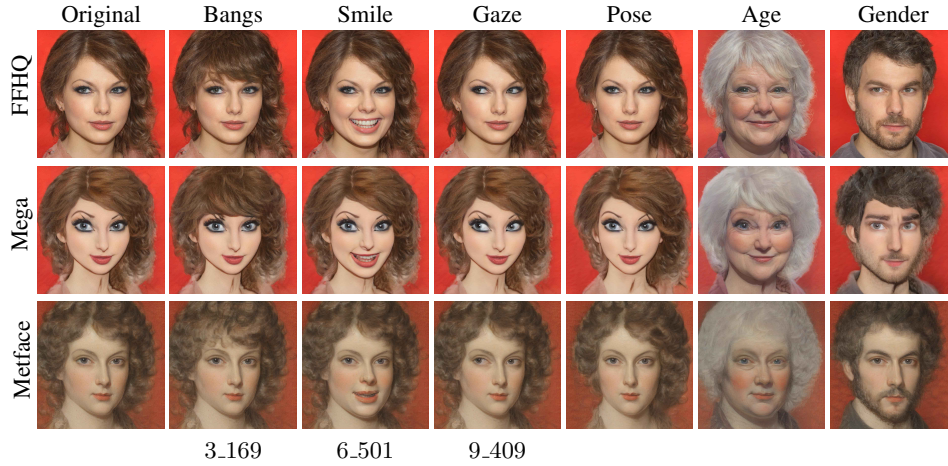 Original Bangs Smile Gaze Pose Age Gender
FFHQ
Mega
Metface
3_169 6_501 9_409